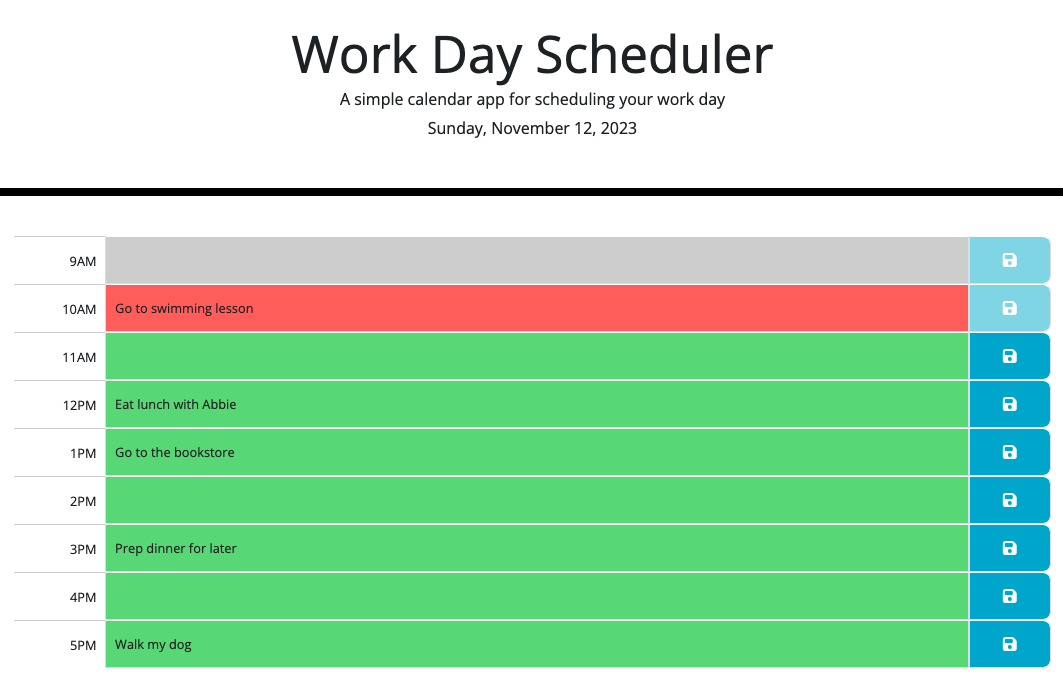 Work Day Scheduler
A simple calendar app for scheduling your work day
Sunday, November 12, 2023
9AM
10AM Go to swimming lesson
11AM
12PM Eat lunch with Abbie
1PM Go to the bookstore
2PM
3PM Prep dinner for later
4PM
5PM Walk my dog